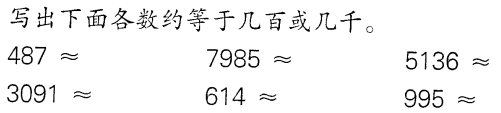 写出下面各数约等于几百或几千。
487 ≈ 7985 ≈ 5136 ≈
3091 ≈ 614 ≈ 995 ≈